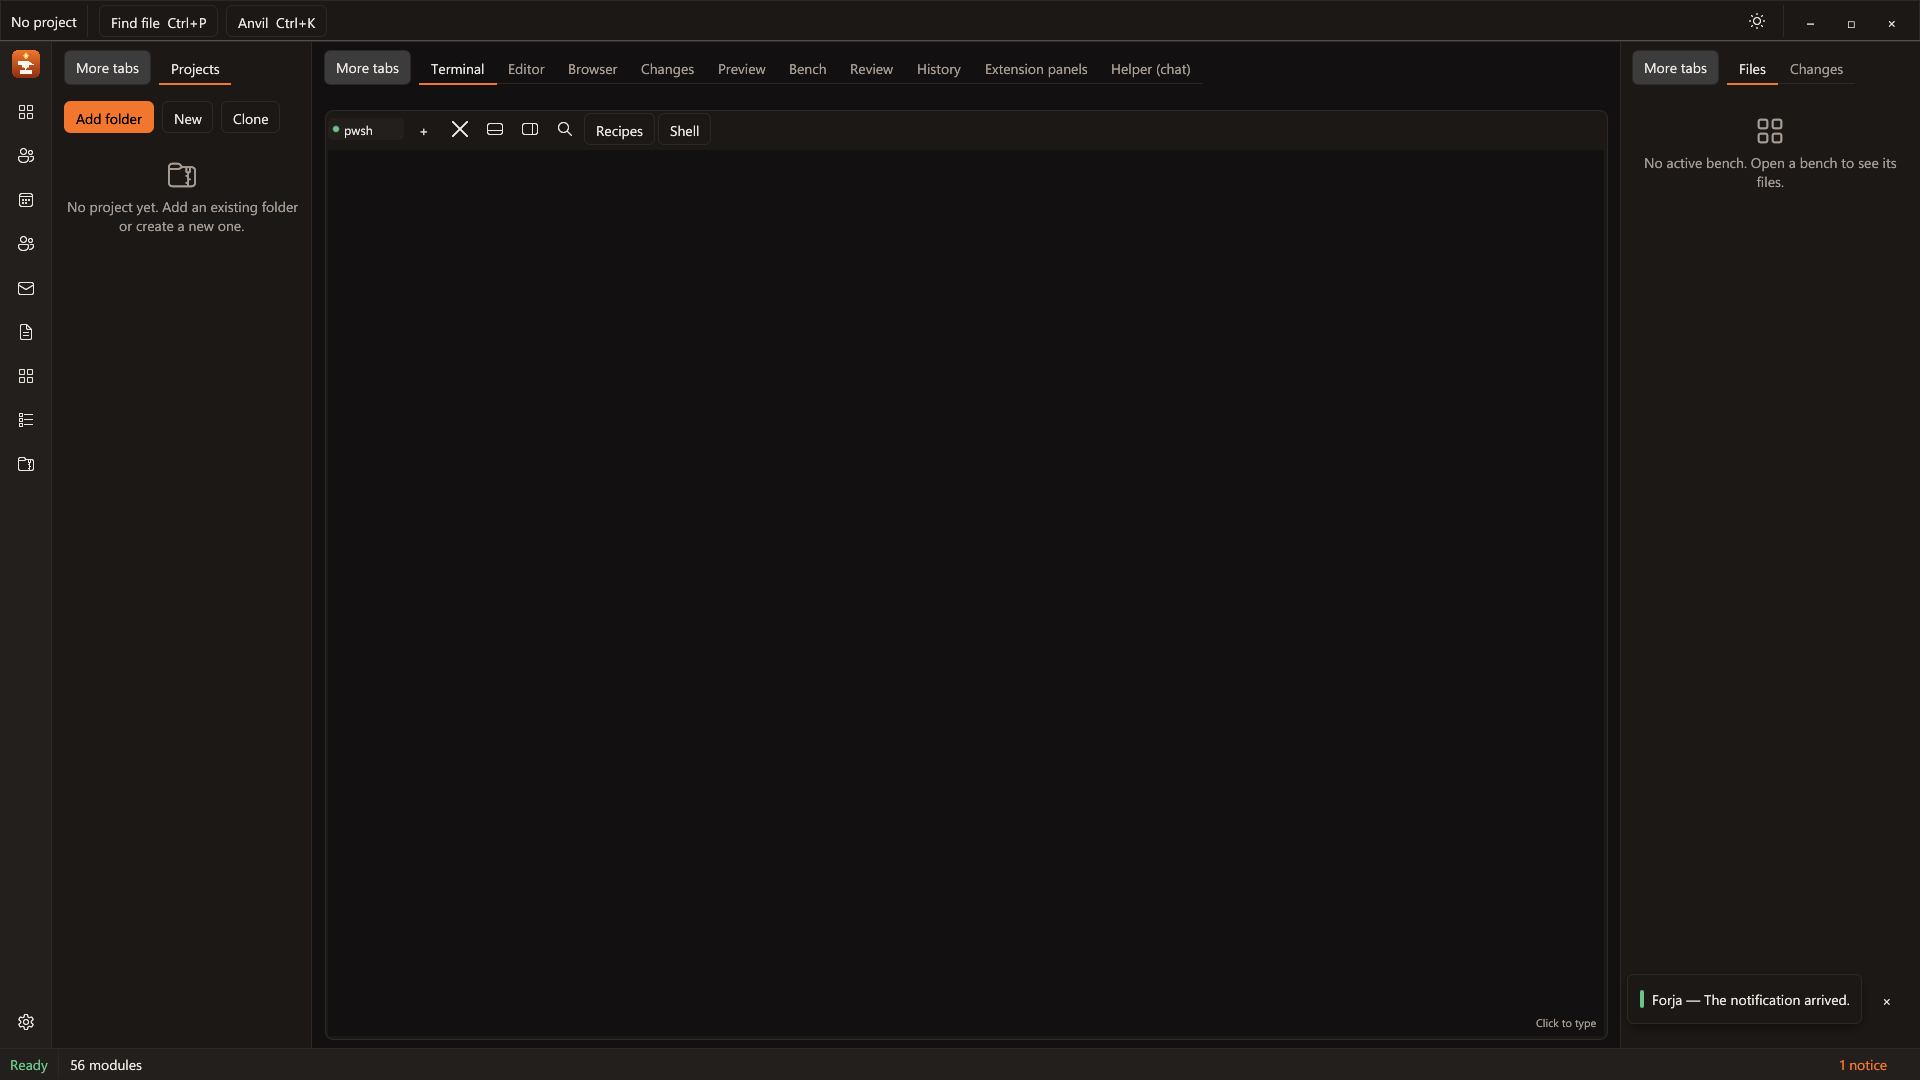 No project
Find file Ctrl+P
Anvil Ctrl+K
More tabs
Projects
Add folder
New
Clone
No project yet. Add an existing folder
or create a new one.
More tabs
Terminal
Editor
Browser
Changes
Preview
Bench
Review
History
Extension panels
Helper (chat)
pwsh
Recipes
Shell
Click to type
More tabs
Files
Changes
No active bench. Open a bench to see its
files.
Forja — The notification arrived.
Ready
56 modules
1 notice